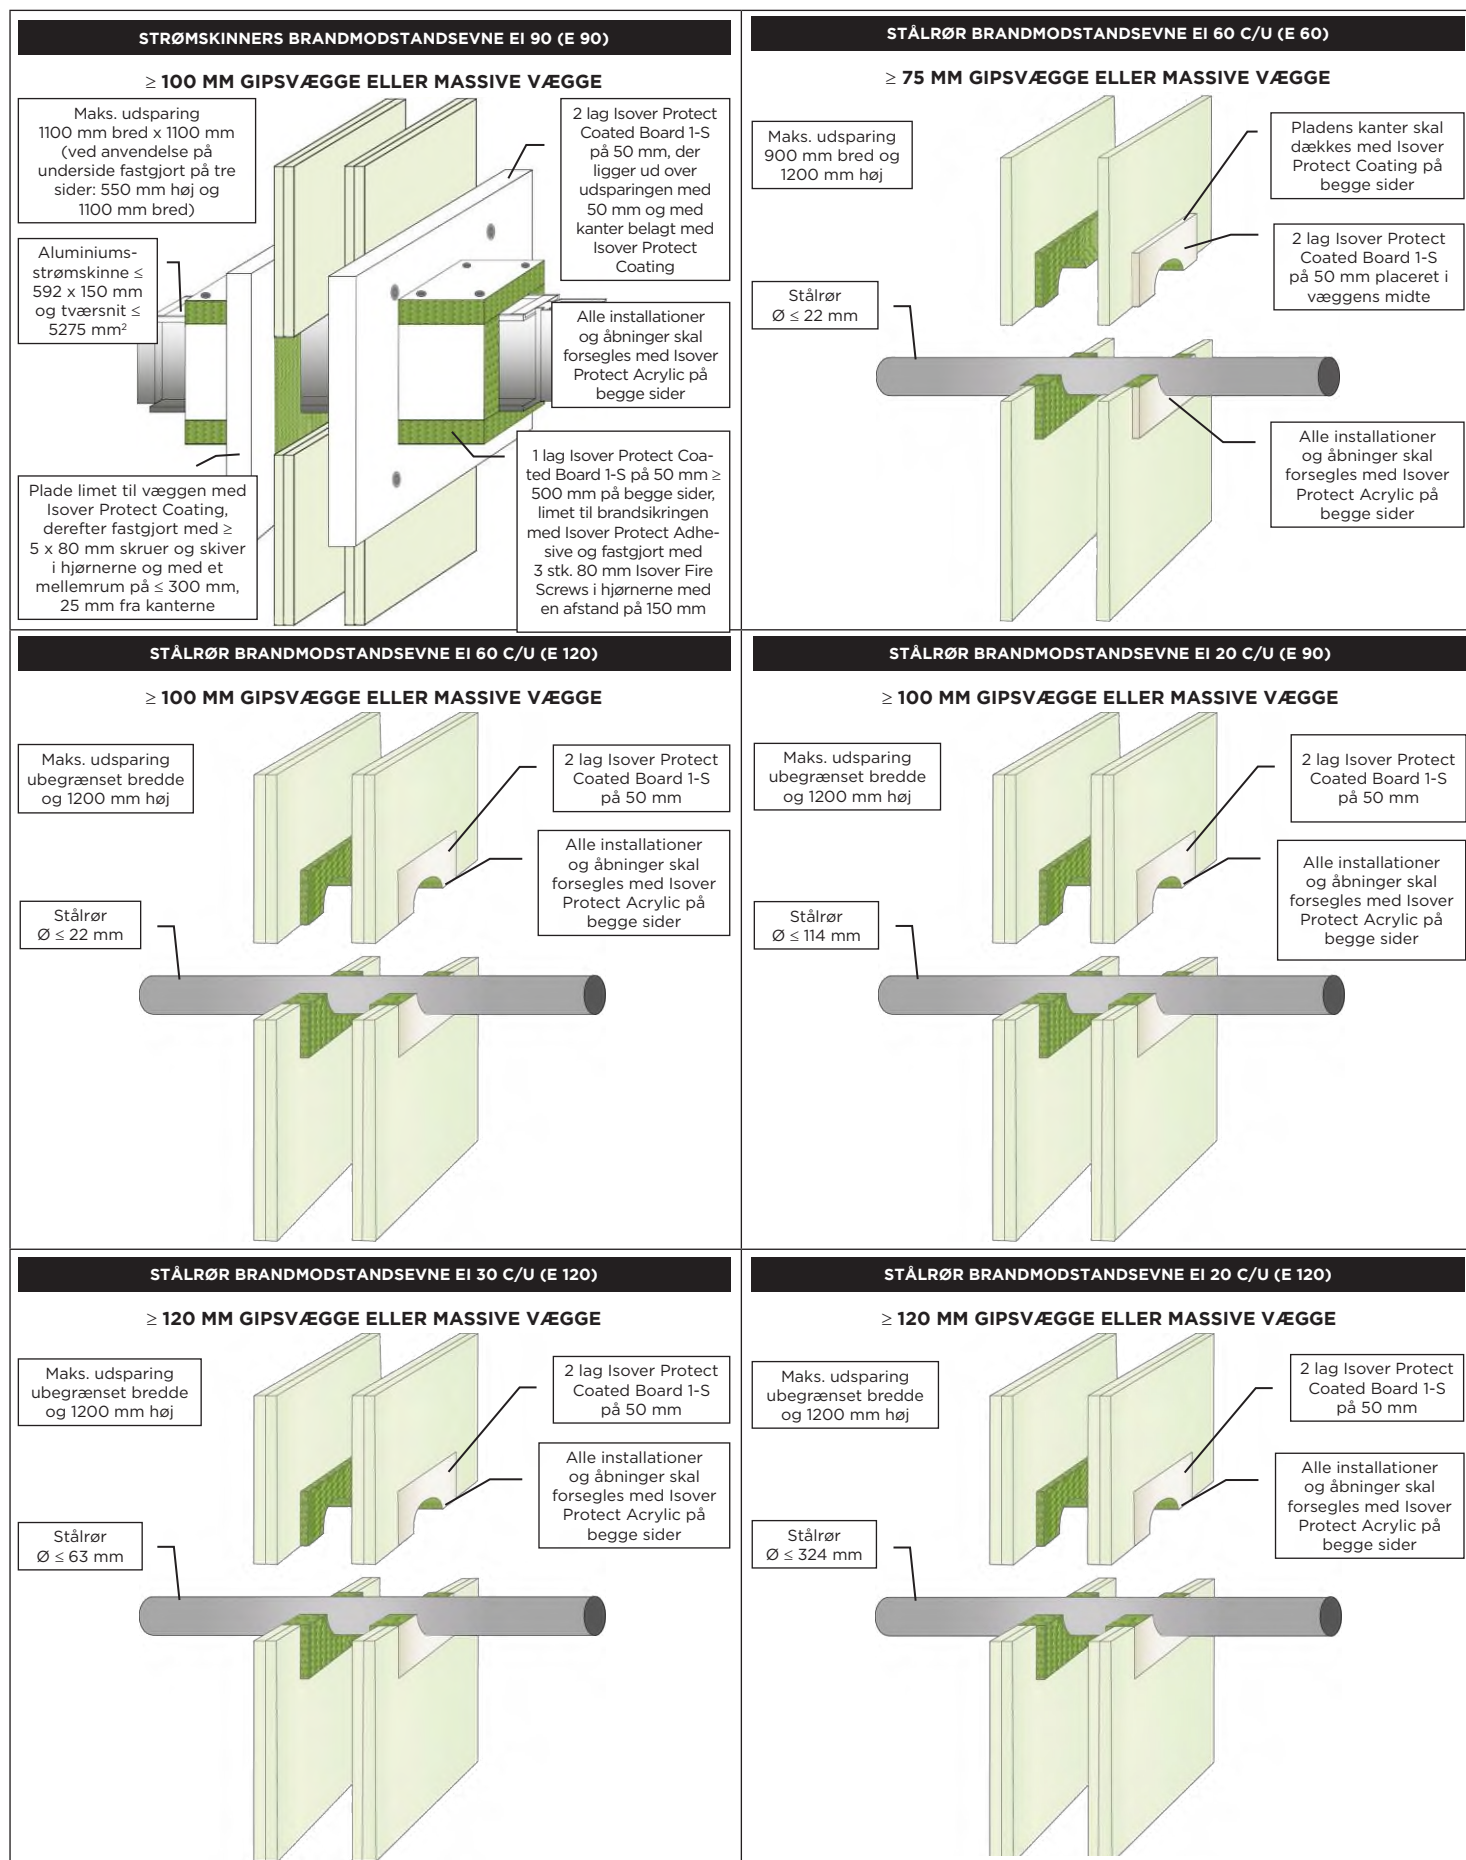 STRØMSKINNERS BRANDMODSTANDSEVNE EI 90 (E 90)
≥ 100 MM GIPSVÆGGE ELLER MASSIVE VÆGGE
Maks. udsparing
1100 mm bred x 1100 mm
(ved anvendelse på
underside fastgjort på tre
sider: 550 mm høj og
1100 mm bred)
2 lag Isover Protect
Coated Board 1-S
på 50 mm, der
ligger ud over
udsparingen med
50 mm og med
kanter belagt med
Isover Protect
Coating
Aluminiums-
strømskinne ≤
592 x 150 mm
og tværsnit ≤
5275 mm²
Alle installationer
og åbninger skal
forsegles med Isover
Protect Acrylic på
begge sider
Plade limet til væggen med
Isover Protect Coating,
derefter fastgjort med ≥
5 x 80 mm skruer og skiver
i hjørnerne og med et
mellemrum på ≤ 300 mm,
25 mm fra kanterne
1 lag Isover Protect Coa-
ted Board 1-S på 50 mm ≥
500 mm på begge sider,
limet til brandsikringen
med Isover Protect Adhe-
sive og fastgjort med
3 stk. 80 mm Isover Fire
Screws i hjørnerne med
en afstand på 150 mm
STÅLRØR BRANDMODSTANDSEVNE EI 60 C/U (E 60)
≥ 75 MM GIPSVÆGGE ELLER MASSIVE VÆGGE
Maks. udsparing
900 mm bred og
1200 mm høj
Pladens kanter skal
dækkes med Isover
Protect Coating på
begge sider
2 lag Isover Protect
Coated Board 1-S
på 50 mm placeret i
væggens midte
Stålrør
Ø ≤ 22 mm
Alle installationer
og åbninger skal
forsegles med Isover
Protect Acrylic på
begge sider
STÅLRØR BRANDMODSTANDSEVNE EI 60 C/U (E 120)
≥ 100 MM GIPSVÆGGE ELLER MASSIVE VÆGGE
Maks. udsparing
ubegrænset bredde
og 1200 mm høj
2 lag Isover Protect
Coated Board 1-S
på 50 mm
Alle installationer
og åbninger skal
forsegles med Isover
Protect Acrylic på
begge sider
Stålrør
Ø ≤ 22 mm
STÅLRØR BRANDMODSTANDSEVNE EI 20 C/U (E 90)
≥ 100 MM GIPSVÆGGE ELLER MASSIVE VÆGGE
Maks. udsparing
ubegrænset bredde
og 1200 mm høj
2 lag Isover Protect
Coated Board 1-S
på 50 mm
Alle installationer
og åbninger skal
forsegles med Isover
Protect Acrylic på
begge sider
Stålrør
Ø ≤ 114 mm
STÅLRØR BRANDMODSTANDSEVNE EI 30 C/U (E 120)
≥ 120 MM GIPSVÆGGE ELLER MASSIVE VÆGGE
Maks. udsparing
ubegrænset bredde
og 1200 mm høj
2 lag Isover Protect
Coated Board 1-S
på 50 mm
Alle installationer
og åbninger skal
forsegles med Isover
Protect Acrylic på
begge sider
Stålrør
Ø ≤ 63 mm
STÅLRØR BRANDMODSTANDSEVNE EI 20 C/U (E 120)
≥ 120 MM GIPSVÆGGE ELLER MASSIVE VÆGGE
Maks. udsparing
ubegrænset bredde
og 1200 mm høj
2 lag Isover Protect
Coated Board 1-S
på 50 mm
Alle installationer
og åbninger skal
forsegles med Isover
Protect Acrylic på
begge sider
Stålrør
Ø ≤ 324 mm